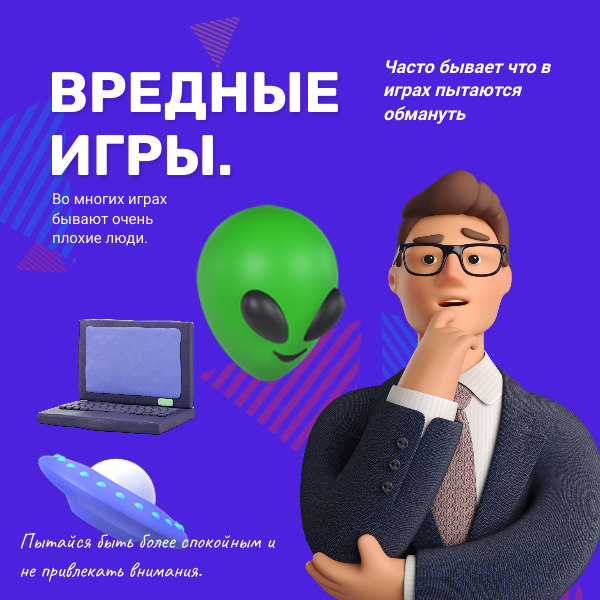 ВРЕДНЫЕ
ИГРЫ.
Во многих играх
бывают очень
плохие люди.
Часто бывает что в
играх пытаются
обмануть
Пытайся быть более спокойным и
не привлекать внимания.